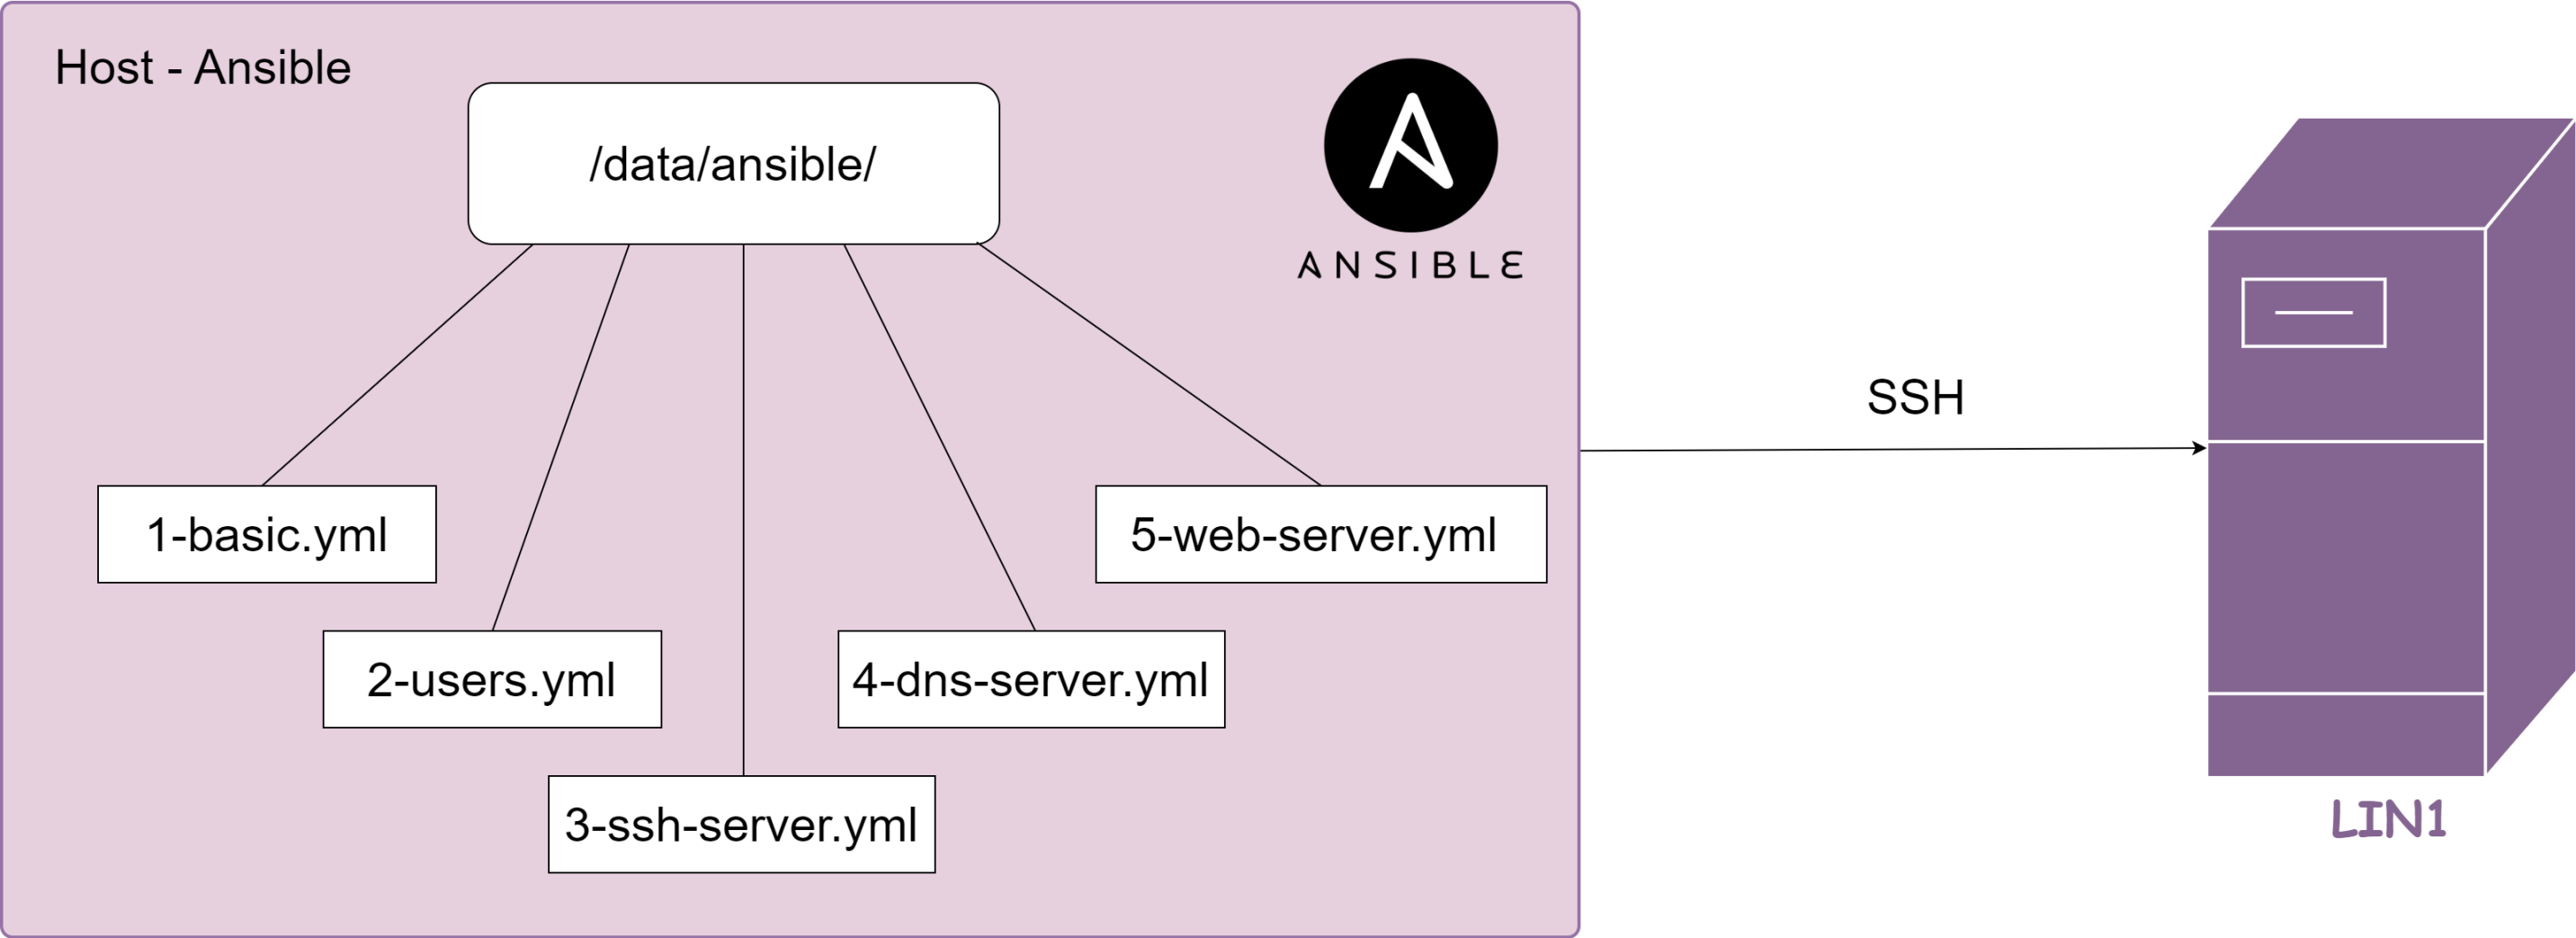 Host - Ansible
/data/ansible/
ANSIBLE
SSH
1-basic.yml
5-web-server.yml
2-users.yml
4-dns-server.yml
3-ssh-server.yml
LIN1